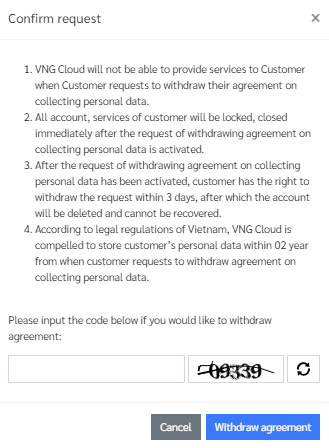 Confirm request ×
1. VNG Cloud will not be able to provide services to Customer
when Customer requests to withdraw their agreement on
collecting personal data.
2. All account, services of customer will be locked, closed
immediately after the request of withdrawing agreement on
collecting personal data is activated.
3. After the request of withdrawing agreement on collecting
personal data has been activated, customer has the right to
withdraw the request within 3 days, after which the account
will be deleted and cannot be recovered.
4. According to legal regulations of Vietnam, VNG Cloud is
compelled to store customer's personal data within 02 year
from when customer requests to withdraw agreement on
collecting personal data.
Please input the code below if you would like to withdraw
agreement:
Cancel Withdraw agreement